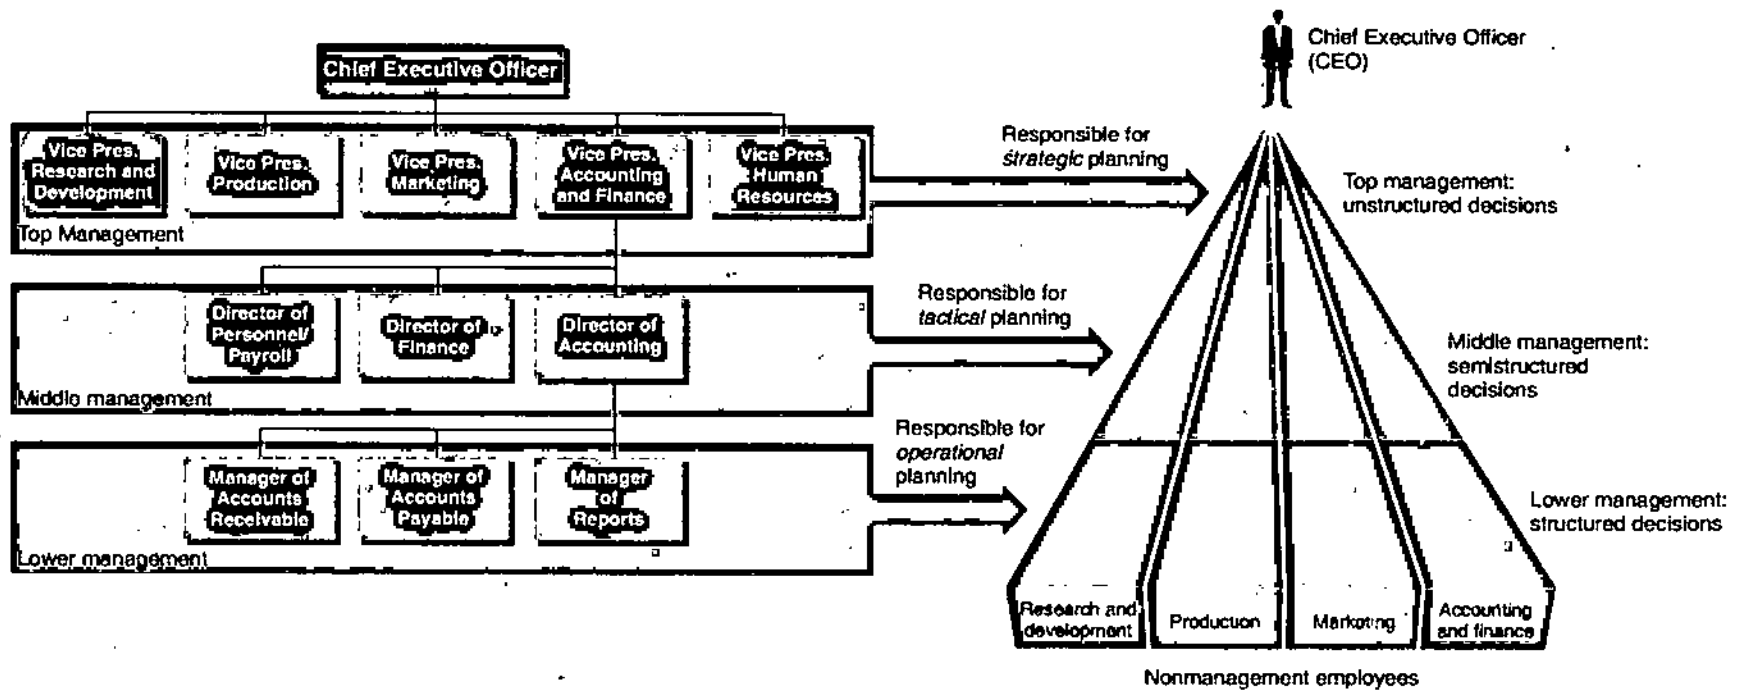 Chief Executive Officer
Vice Pres.
Research and
Development
Vice Pres.
Production
Vice Pres.
Marketing
Vice Pres.
Accounting
and Finance
Vice Pres.
Human
Resources
Top Management
Director of
Personnel/
Payroll
Director of
Finance
Director of
Accounting
Middle management
Manager of
Accounts
Receivable
Manager of
Accounts
Payable
Manager
of
Reports
Lower management
Responsible for
strategic planning
Responsible for
tactical planning
Responsible for
operational
planning
Chief Executive Officer
(CEO)
Top management:
unstructured decisions
Middle management:
semistructured
decisions
Lower management:
structured decisions
Research and
development
Production
Marketing
Accounting
and finance
Nonmanagement employees